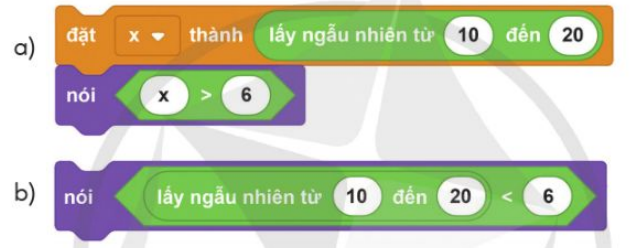 a) đặt x thành lấy ngẫu nhiên từ 10 đến 20
nói x > 6
b) nói lấy ngẫu nhiên từ 10 đến 20 < 6